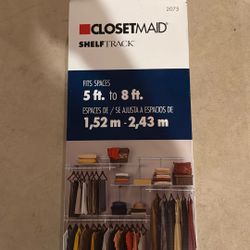 2073
CLOSETMAID®
SHELFTRACK™
FITS SPACES
5 ft. to 8 ft.
ESPACES DE / SE AJUSTA A ESPACIOS DE
1,52 m - 2,43 m